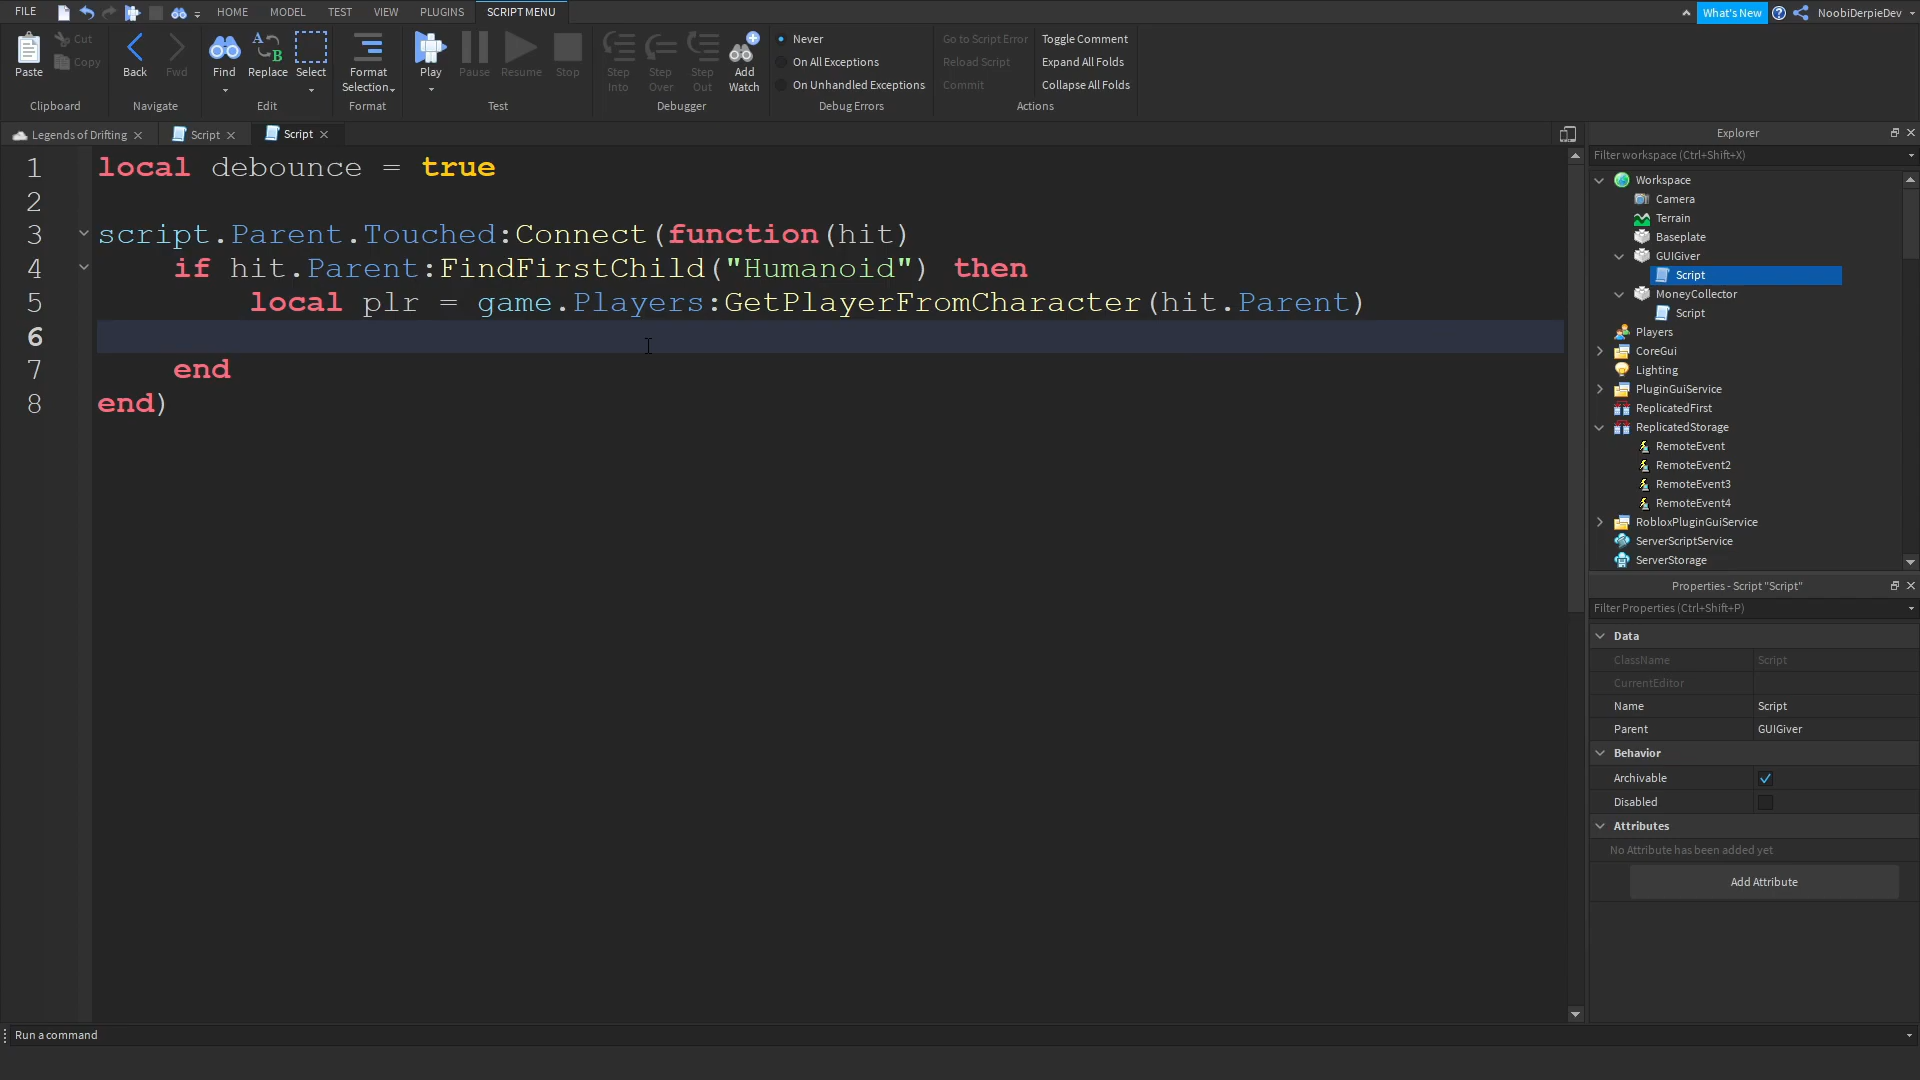 FILE HOME MODEL TEST VIEW PLUGINS SCRIPT MENU What's New NoobiDerpieDev
Paste Cut Copy Back Fwd Find Replace Select Format Selection Play Pause Resume Stop Step Into Step Over Step Out Add Watch
Never
On All Exceptions
On Unhandled Exceptions
Go to Script Error
Reload Script
Commit
Toggle Comment
Expand All Folds
Collapse All Folds
Clipboard Navigate Edit Format Test Debugger Debug Errors Actions
Legends of Drifting Script Script
1 local debounce = true
2
3 script.Parent.Touched:Connect(function(hit)
4 if hit.Parent:FindFirstChild("Humanoid") then
5 local plr = game.Players:GetPlayerFromCharacter(hit.Parent)
6
7 end
8 end)
Explorer
Filter workspace (Ctrl+Shift+X)
Workspace
Camera
Terrain
Baseplate
GUIGiver
Script
MoneyCollector
Script
Players
CoreGui
Lighting
PluginGuiService
ReplicatedFirst
ReplicatedStorage
RemoteEvent
RemoteEvent2
RemoteEvent3
RemoteEvent4
RobloxPluginGuiService
ServerScriptService
ServerStorage
Properties - Script "Script"
Filter Properties (Ctrl+Shift+P)
Data
ClassName Script
CurrentEditor
Name Script
Parent GUIGiver
Behavior
Archivable
Disabled
Attributes
No Attribute has been added yet
Add Attribute
Run a command